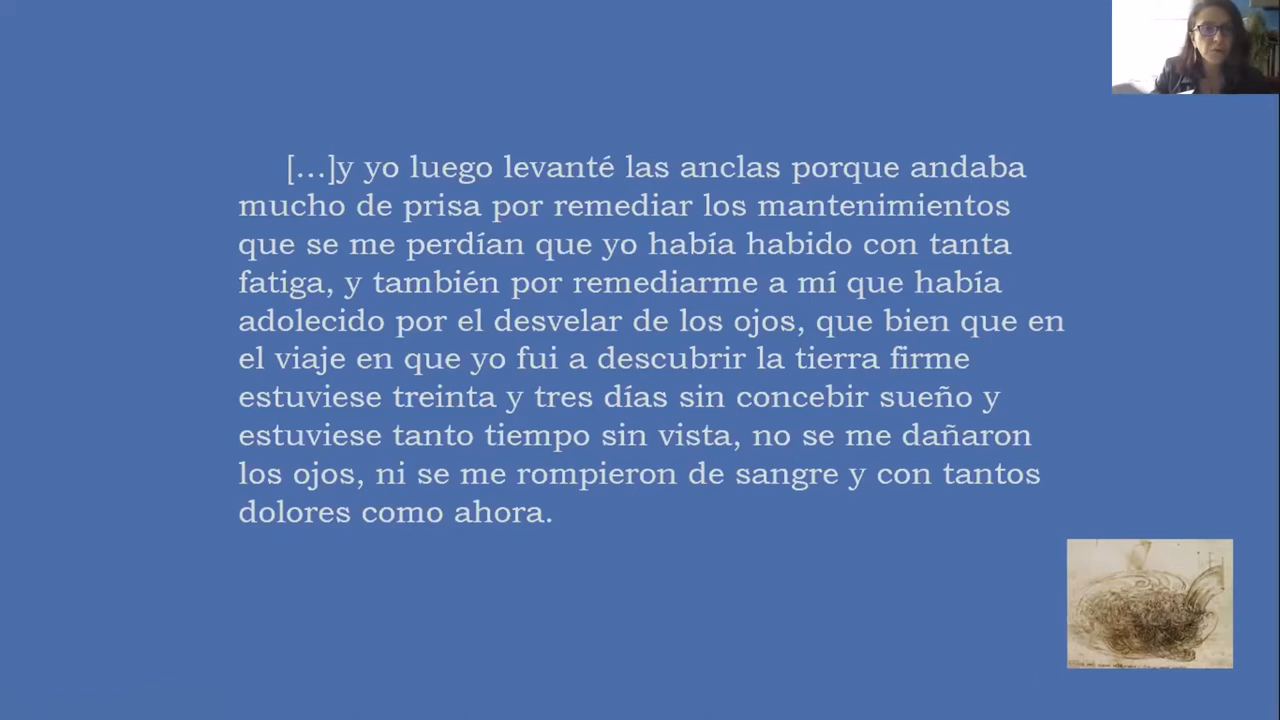 [...]y yo luego levanté las anclas porque andaba
mucho de prisa por remediar los mantenimientos
que se me perdían que yo había habido con tanta
fatiga, y también por remediarme a mí que había
adolecido por el desvelar de los ojos, que bien que en
el viaje en que yo fui a descubrir la tierra firme
estuviese treinta y tres días sin concebir sueño y
estuviese tanto tiempo sin vista, no se me dañaron
los ojos, ni se me rompieron de sangre y con tantos
dolores como ahora.